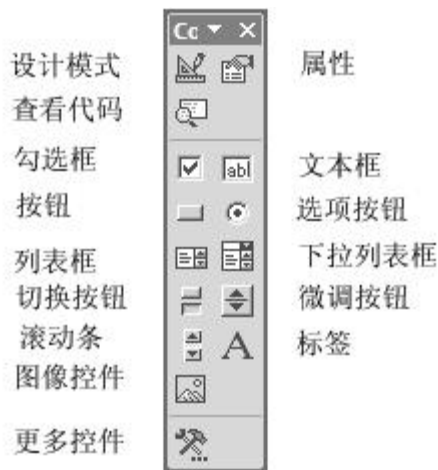 Cc
设计模式 属性
查看代码
勾选框 abl 文本框
按钮 选项按钮
列表框 下拉列表框
切换按钮 微调按钮
滚动条 A 标签
图像控件
更多控件